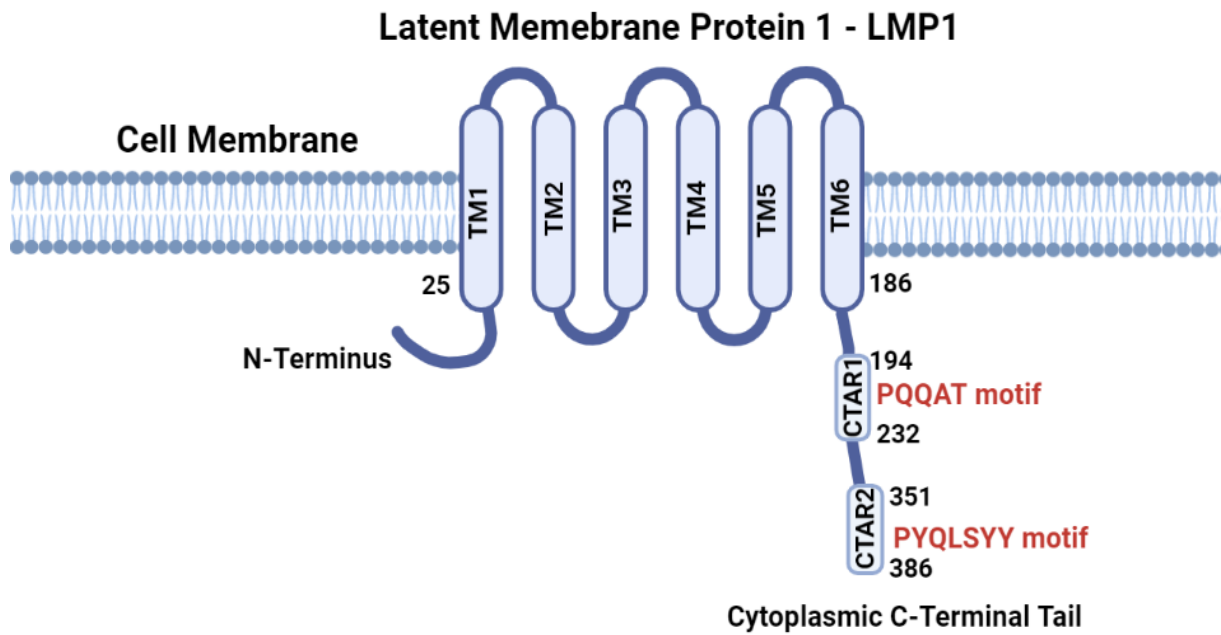 Latent Memebrane Protein 1 - LMP1
Cell Membrane
TM1
TM2
TM3
TM4
TM5
TM6
25
186
N-Terminus
194
CTAR1
PQQAT motif
232
351
CTAR2
PYQLSYY motif
386
Cytoplasmic C-Terminal Tail